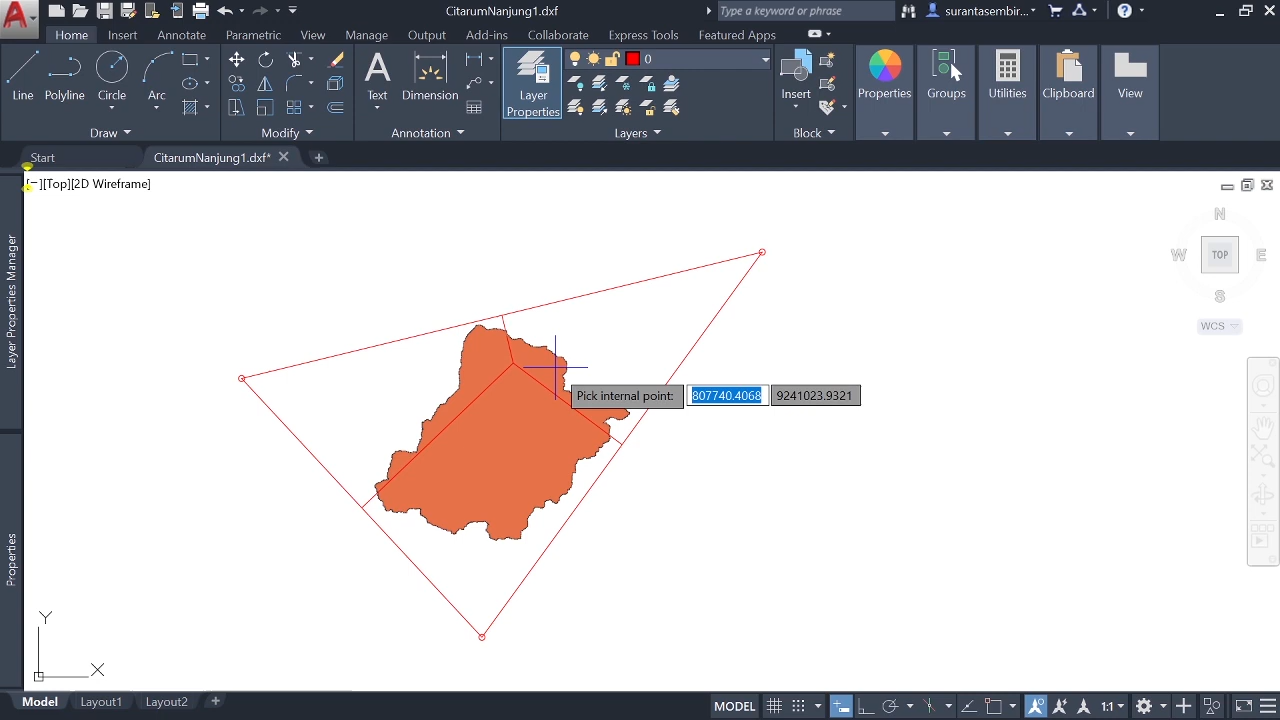 CitarumNanjung1.dxf
Type a keyword or phrase
surantasembir...
Home Insert Annotate Parametric View Manage Output Add-ins Collaborate Express Tools Featured Apps
0
Line Polyline Circle Arc
Text Dimension
Layer
Properties
Insert
Properties Groups Utilities Clipboard View
Draw Modify Annotation Layers Block
Start CitarumNanjung1.dxf*
[−][Top][2D Wireframe]
N
W TOP E
S
WCS
Layer Properties Manager
Properties
Pick internal point: 807740.4068 9241023.9321
Y
X
Model Layout1 Layout2
MODEL 1:1